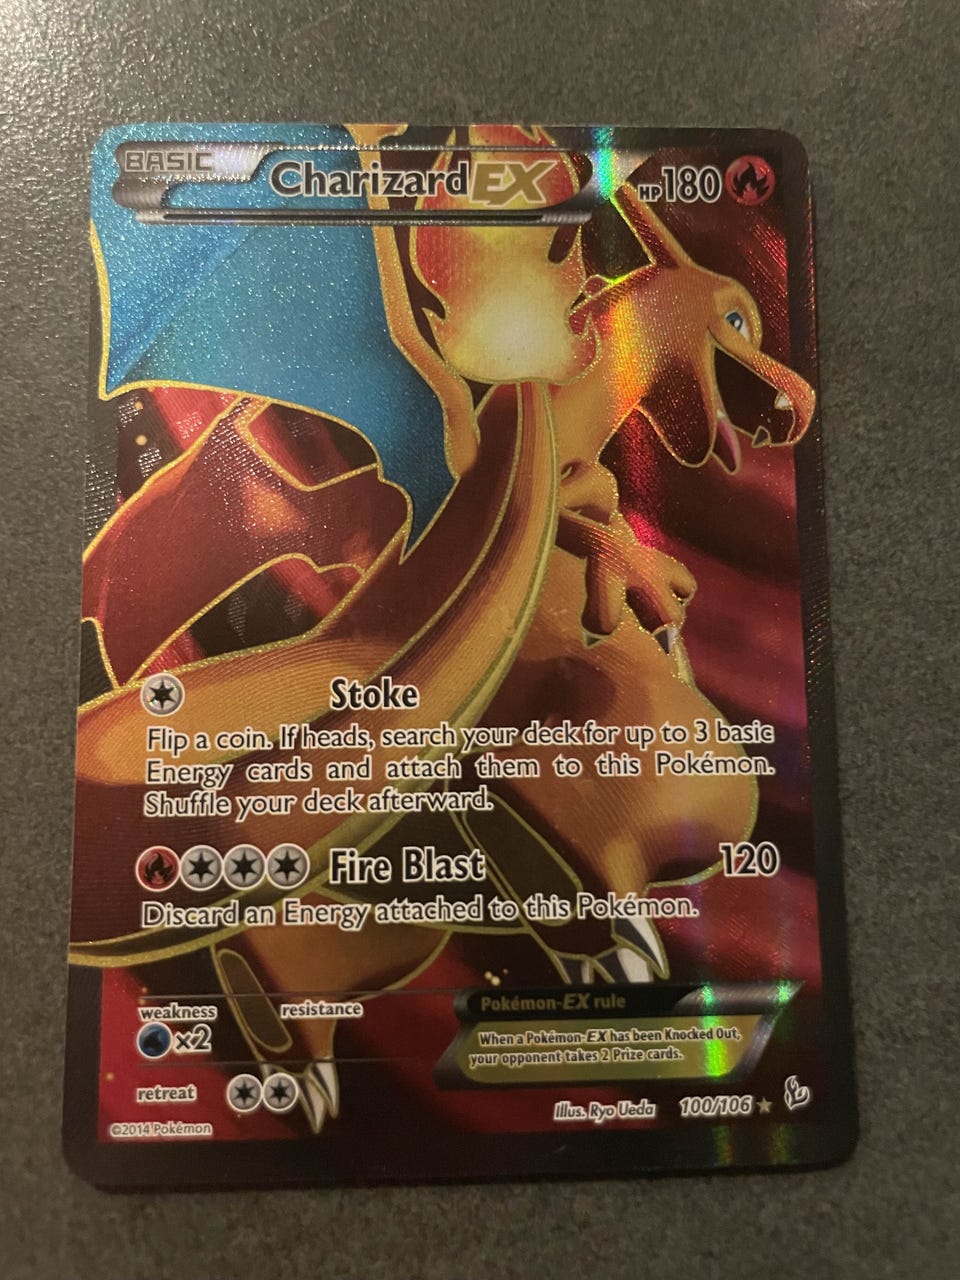 BASIC
Charizard EX
HP 180
Stoke
Flip a coin. If heads, search your deck for up to 3 basic
Energy cards and attach them to this Pokémon.
Shuffle your deck afterward.
Fire Blast 120
Discard an Energy attached to this Pokémon.
weakness resistance
×2
Pokémon-EX rule
When a Pokémon-EX has been Knocked Out,
your opponent takes 2 Prize cards.
retreat
Illus. Ryo Ueda 100/106
©2014 Pokémon